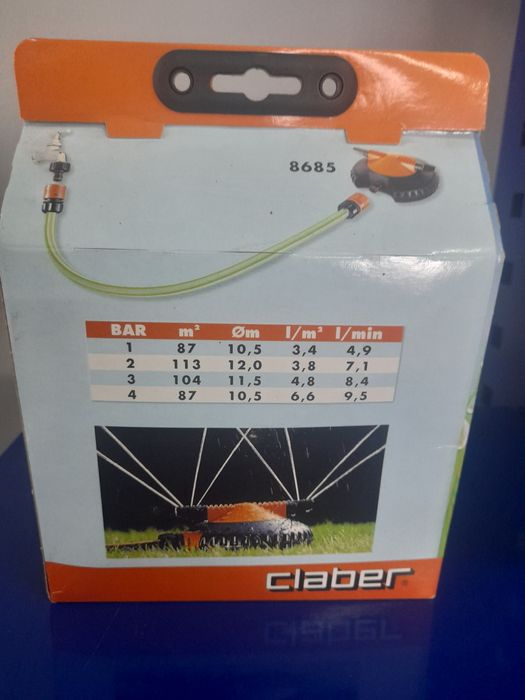 8685
BAR m² Øm l/m² l/min
1 87 10,5 3,4 4,9
2 113 12,0 3,8 7,1
3 104 11,5 4,8 8,4
4 87 10,5 6,6 9,5
claber®